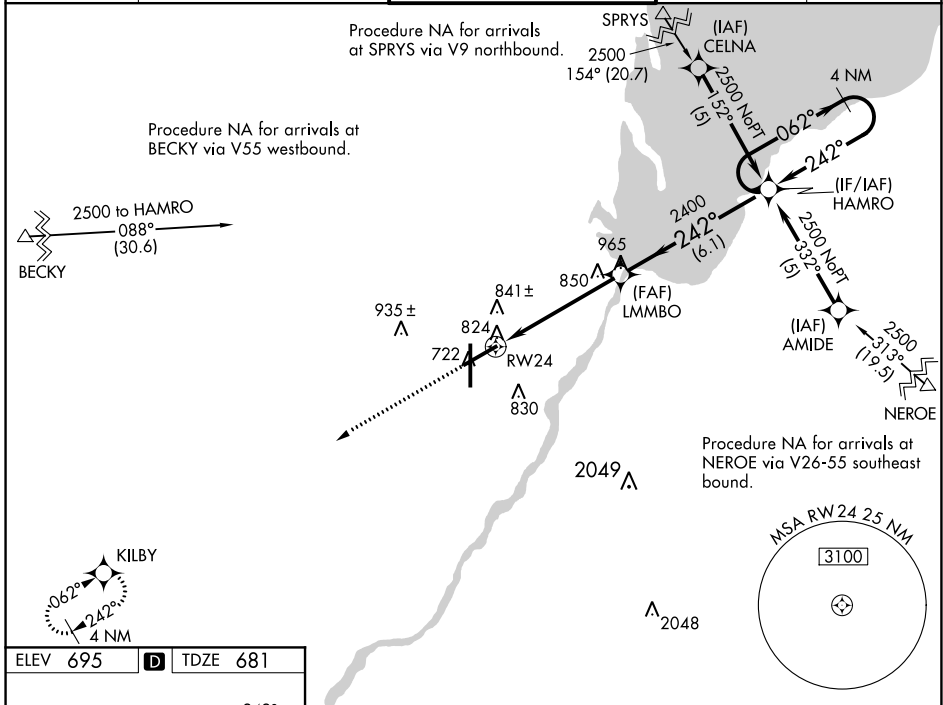 Procedure NA for arrivals
at SPRYS via V9 northbound.
SPRYS
2500
154° (20.7)
(IAF)
CELNA
2500 NoPT
152°
(5)
4 NM
062°
242°
(IF/IAF)
HAMRO
Procedure NA for arrivals at
BECKY via V55 westbound.
2500 to HAMRO
088°
(30.6)
BECKY
2400
242°
(6.1)
2500 NoPT
332°
(5)
965
850
(FAF)
LMMBO
841±
935±
824
722
RW24
830
(IAF)
AMIDE
2500
313°
(19.5)
NEROE
Procedure NA for arrivals at
NEROE via V26-55 southeast
bound.
2049
MSA RW24 25 NM
3100
KILBY
062°
242°
4 NM
2048
ELEV 695 D TDZE 681